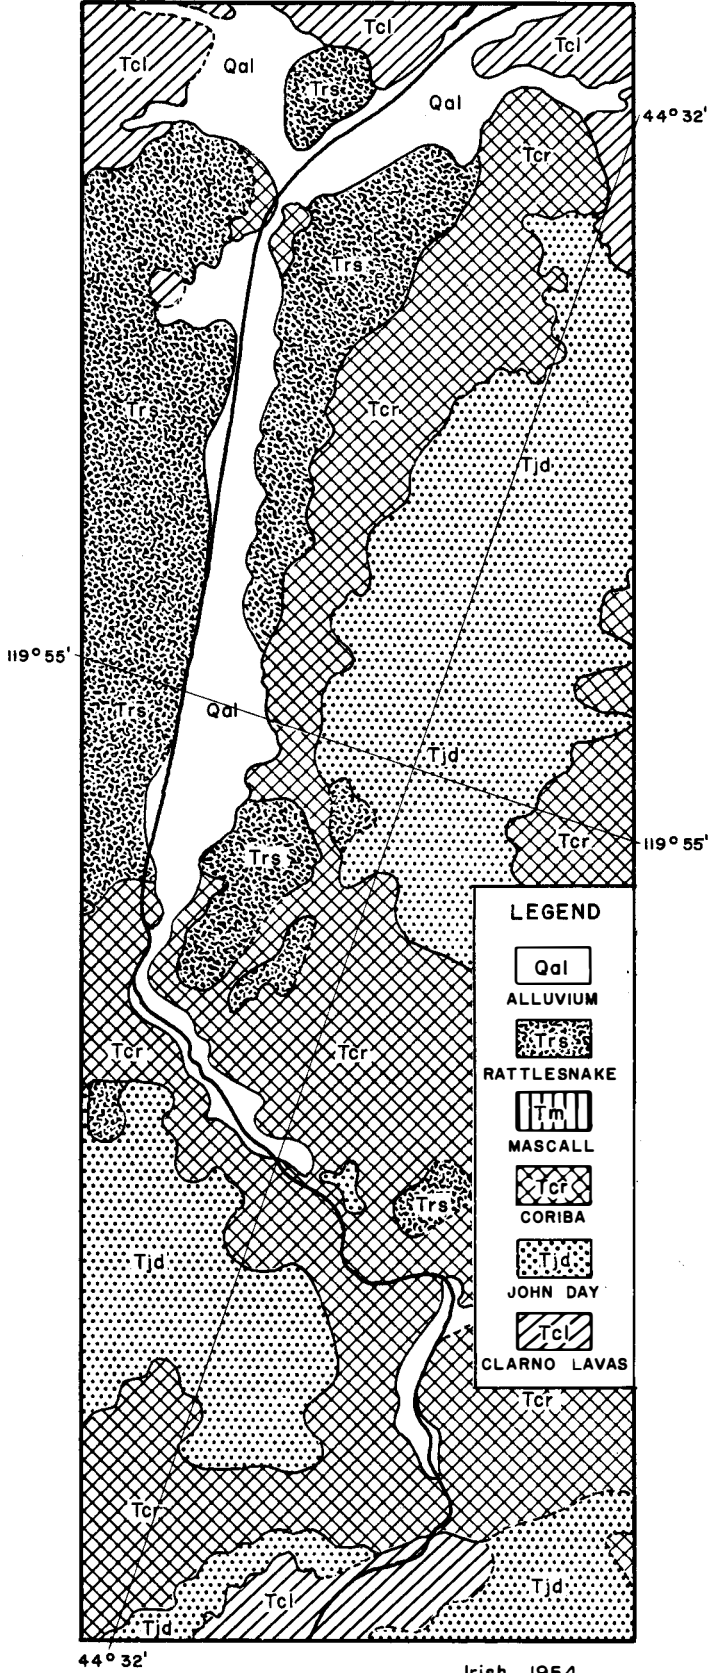 Tcl
Tcl
Tcl
Qal
Trs
Qal
44° 32'
Tcr
Trs
Trs
Tcr
Tjd
119° 55'
Trs
Qal
Tjd
Tcr
119° 55'
Trs
LEGEND
Qal
ALLUVIUM
Trs
RATTLESNAKE
Tm
MASCALL
Tcr
CORIBA
Tjd
JOHN DAY
Tcl
CLARNO LAVAS
Tcr
Tcr
Trs
Tjd
Tcr
Tcr
Tjd
Tcl
Tjd
44° 32'
Irish, 1954